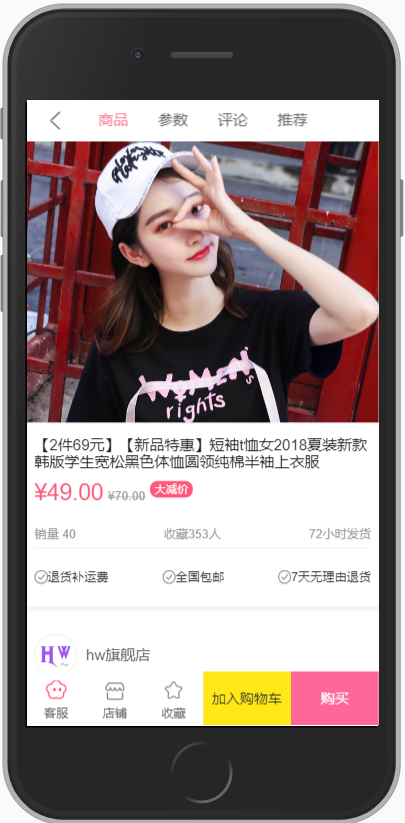 商品 参数 评论 推荐
WOMEN's
rights
【2件69元】【新品特惠】短袖t恤女2018夏装新款
韩版学生宽松黑色体恤圆领纯棉半袖上衣服
¥49.00 ¥70.00 大减价
销量 40 收藏353人 72小时发货
退货补运费 全国包邮 7天无理由退货
HW hw旗舰店
客服 店铺 收藏 加入购物车 购买